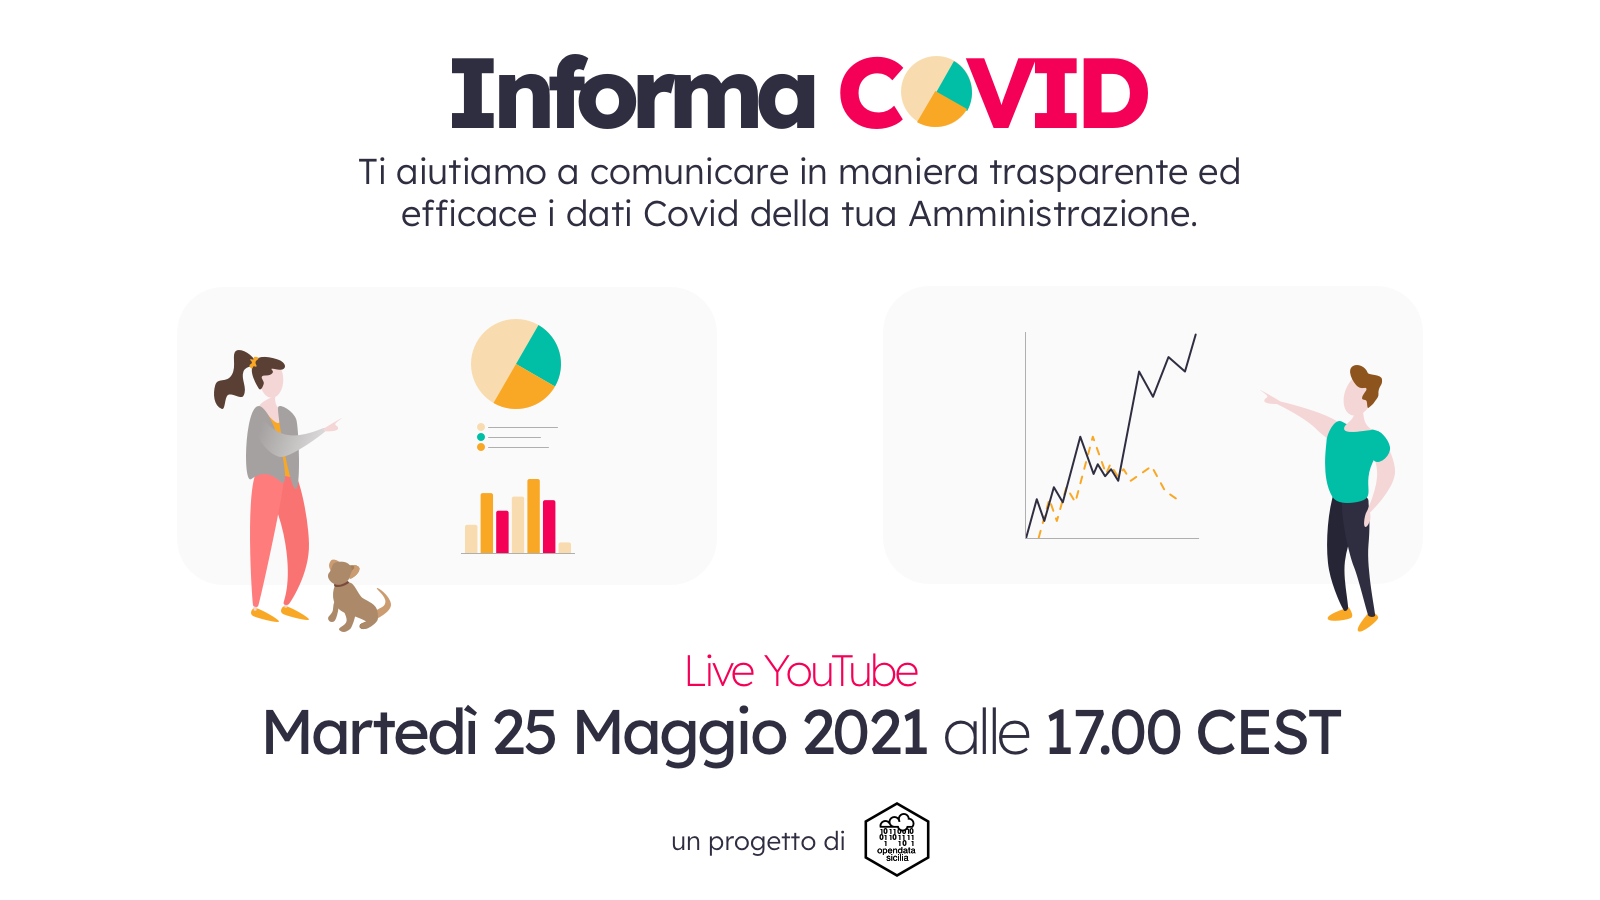 Informa COVID
Ti aiutiamo a comunicare in maniera trasparente ed
efficace i dati Covid della tua Amministrazione.
Live YouTube
Martedì 25 Maggio 2021 alle 17.00 CEST
un progetto di
opendata
sicilia